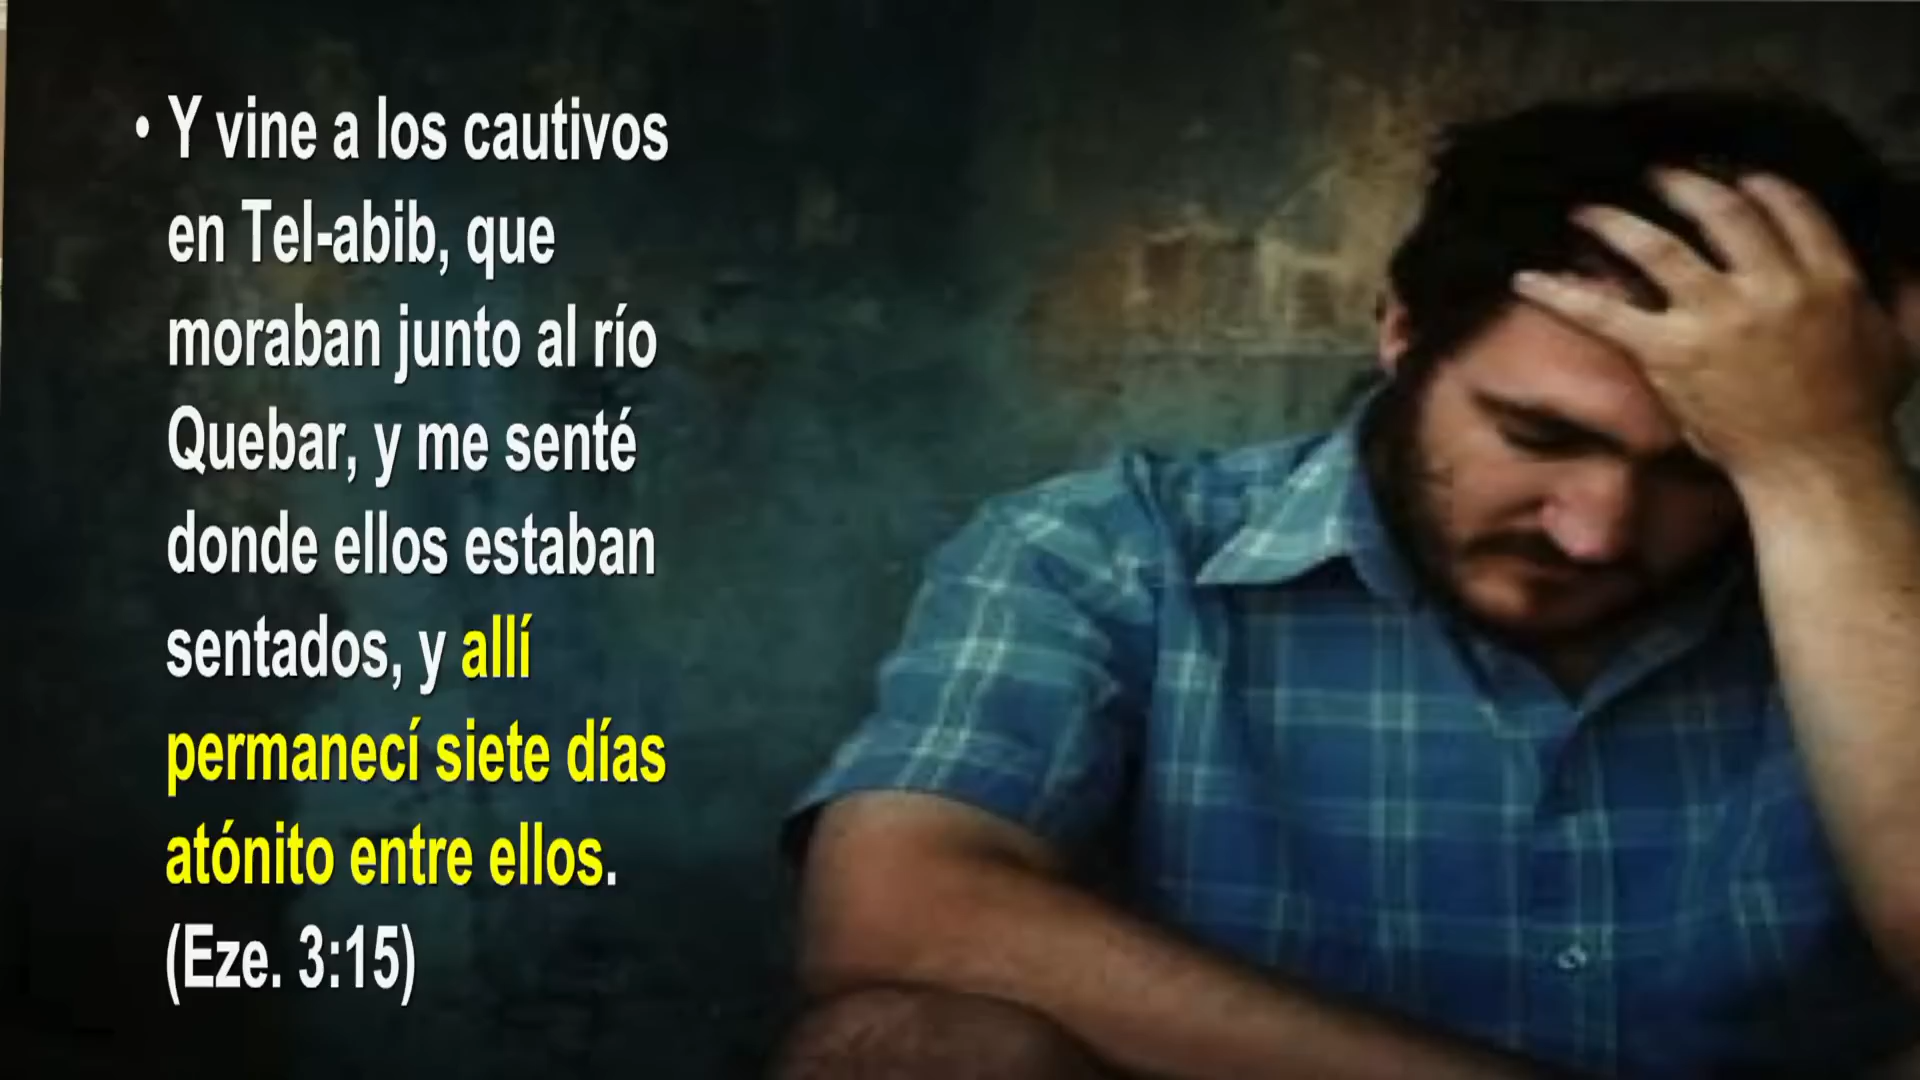 • Y vine a los cautivos
en Tel-abib, que
moraban junto al río
Quebar, y me senté
donde ellos estaban
sentados, y allí
permanecí siete días
atónito entre ellos.
(Eze. 3:15)